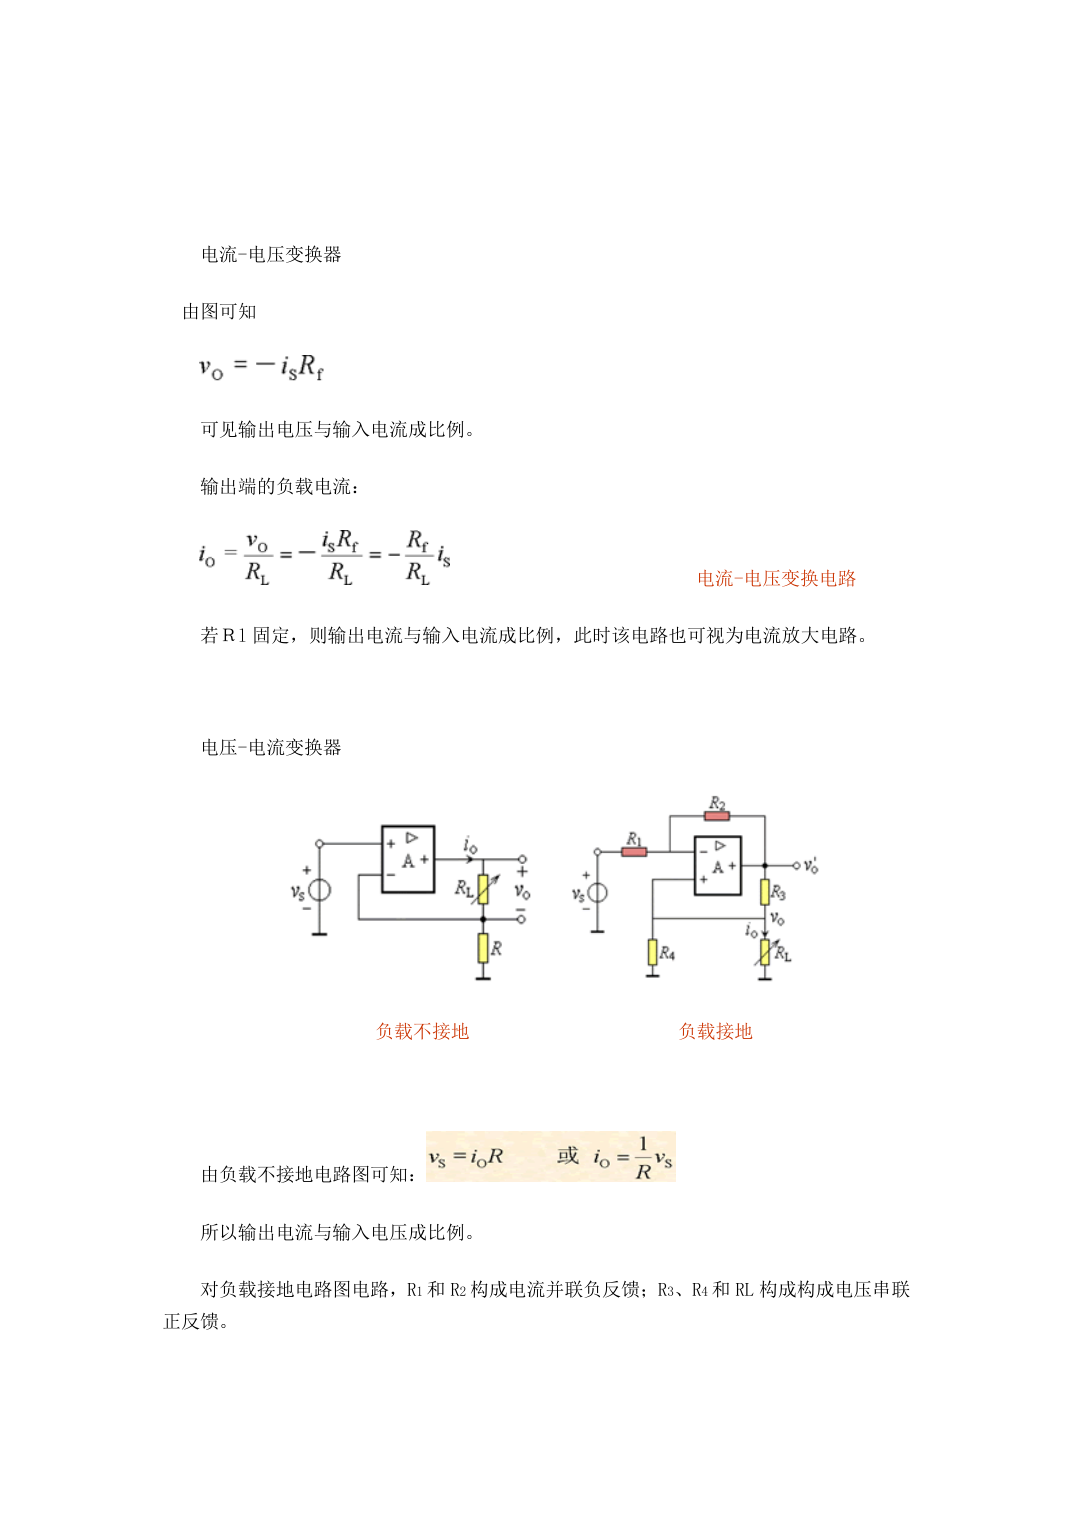 电流-电压变换器
由图可知
vO = − iSRf
可见输出电压与输入电流成比例。
输出端的负载电流：
iO = vO/RL = − iSRf/RL = − Rf/RL iS
电流-电压变换电路
若Rl固定，则输出电流与输入电流成比例，此时该电路也可视为电流放大电路。
电压-电流变换器
+ ▷ A + − iO + vS − RL + vO − R
R2 R1 − ▷ A + + v'O + vS − R3 vO iO R4 RL
负载不接地 负载接地
由负载不接地电路图可知： vS = iOR 或 iO = 1/R vS
所以输出电流与输入电压成比例。
对负载接地电路图电路，R1和R2构成电流并联负反馈；R3、R4和RL构成构成电压串联
正反馈。